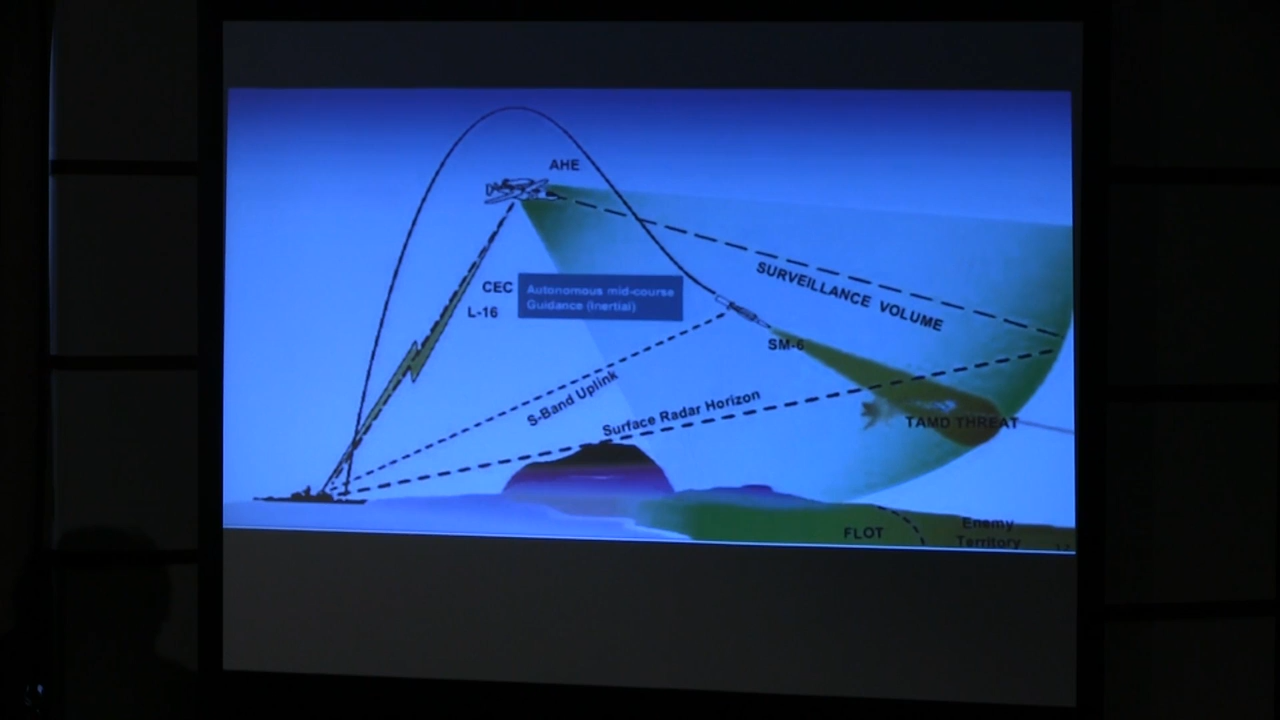 AHE
CEC
L-16
Autonomous mid-course
Guidance (Inertial)
SURVEILLANCE VOLUME
SM-6
S-Band Uplink
Surface Radar Horizon
TAMD THREAT
FLOT
Enemy
Territory